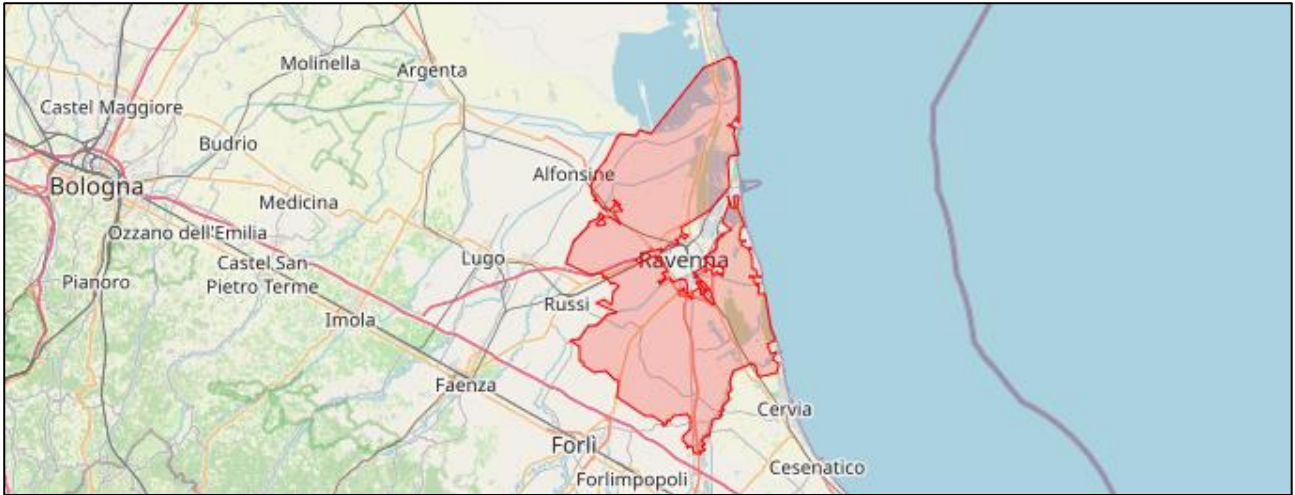 Molinella
Argenta
Castel Maggiore
Budrio
Alfonsine
Bologna
Medicina
Ozzano dell'Emilia
Lugo
Ravenna
Castel San
Pietro Terme
Pianoro
Russi
Imola
Faenza
Cervia
Forlì
Cesenatico
Forlimpopoli